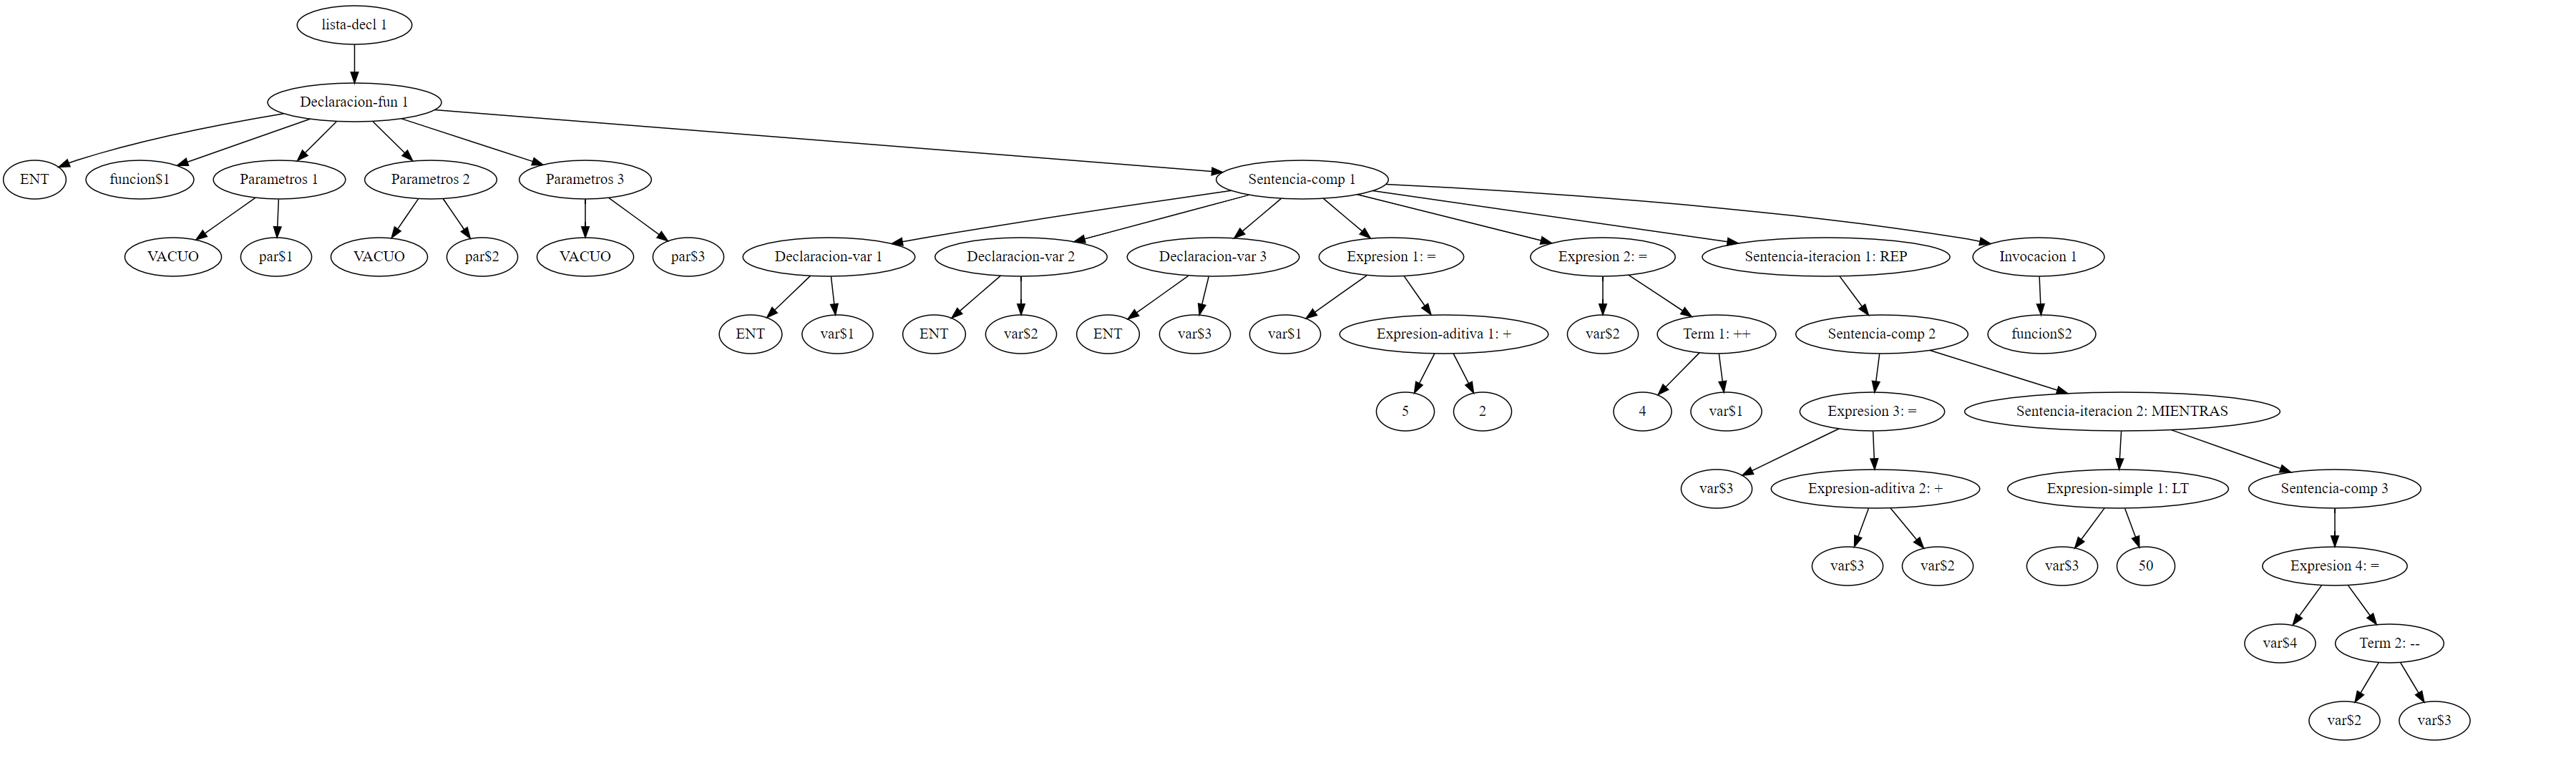 lista-decl 1
Declaracion-fun 1
ENT
funcion$1
Parametros 1
Parametros 2
Parametros 3
Sentencia-comp 1
VACUO
par$1
VACUO
par$2
VACUO
par$3
Declaracion-var 1
Declaracion-var 2
Declaracion-var 3
Expresion 1: =
Expresion 2: =
Sentencia-iteracion 1: REP
Invocacion 1
ENT
var$1
ENT
var$2
ENT
var$3
var$1
Expresion-aditiva 1: +
var$2
Term 1: ++
Sentencia-comp 2
funcion$2
5
2
4
var$1
Expresion 3: =
Sentencia-iteracion 2: MIENTRAS
var$3
Expresion-aditiva 2: +
Expresion-simple 1: LT
Sentencia-comp 3
var$3
var$2
var$3
50
Expresion 4: =
var$4
Term 2: --
var$2
var$3